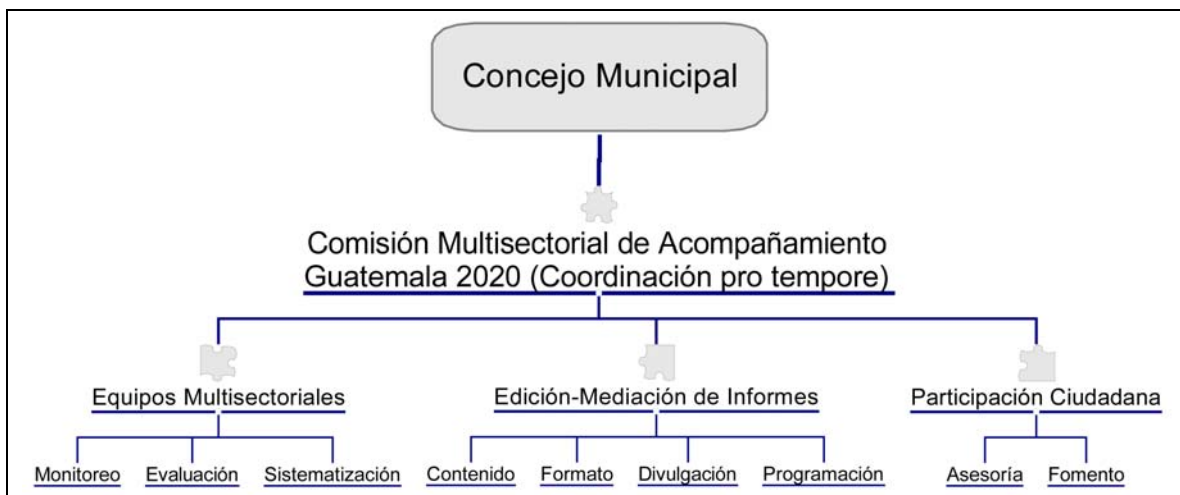 Concejo Municipal
Comisión Multisectorial de Acompañamiento
Guatemala 2020 (Coordinación pro tempore)
Equipos Multisectoriales
Edición-Mediación de Informes
Participación Ciudadana
Monitoreo
Evaluación
Sistematización
Contenido
Formato
Divulgación
Programación
Asesoría
Fomento